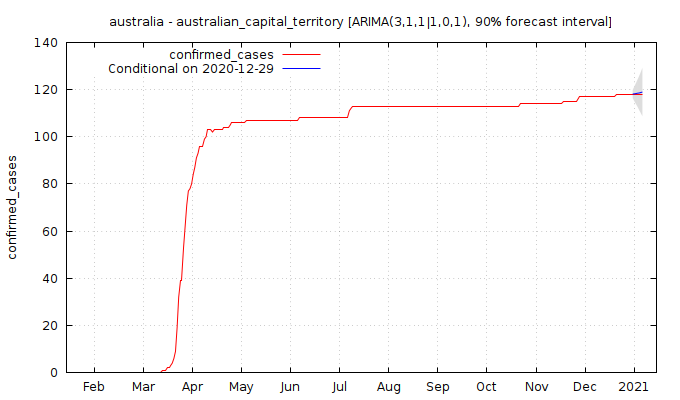 australia - australian_capital_territory [ARIMA(3,1,1|1,0,1), 90% forecast interval]
140
120
100
80
60
40
20
0
confirmed_cases
confirmed_cases
Conditional on 2020-12-29
Feb Mar Apr May Jun Jul Aug Sep Oct Nov Dec 2021